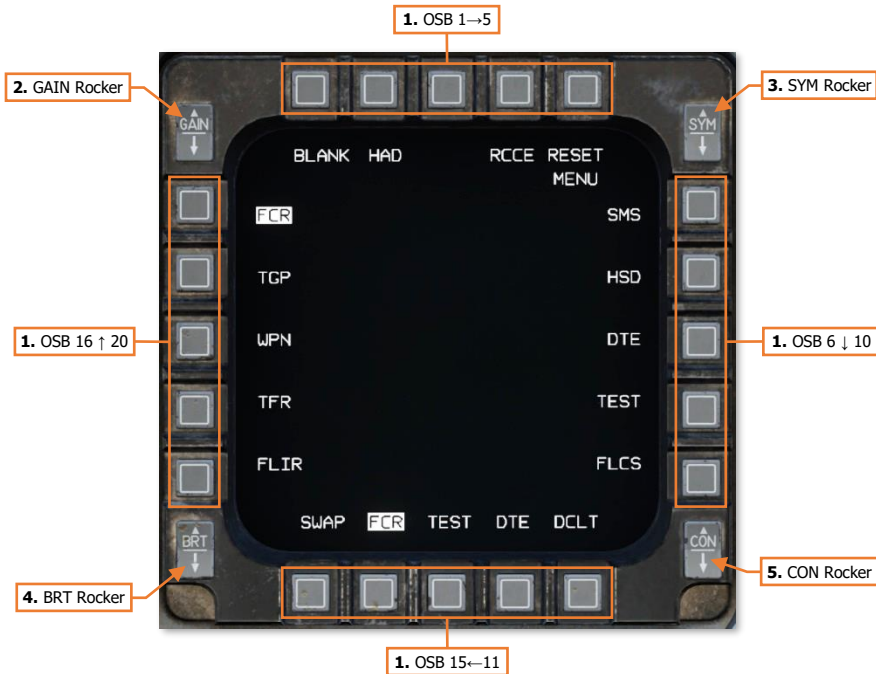 1. OSB 1→5
2. GAIN Rocker
3. SYM Rocker
GAIN
SYM
BLANK HAD RCCE RESET
MENU
FCR SMS
TGP HSD
1. OSB 16 ↑ 20
WPN DTE
1. OSB 6 ↓ 10
TFR TEST
FLIR FLCS
SWAP FCR TEST DTE DCLT
BRT
CON
4. BRT Rocker
5. CON Rocker
1. OSB 15←11